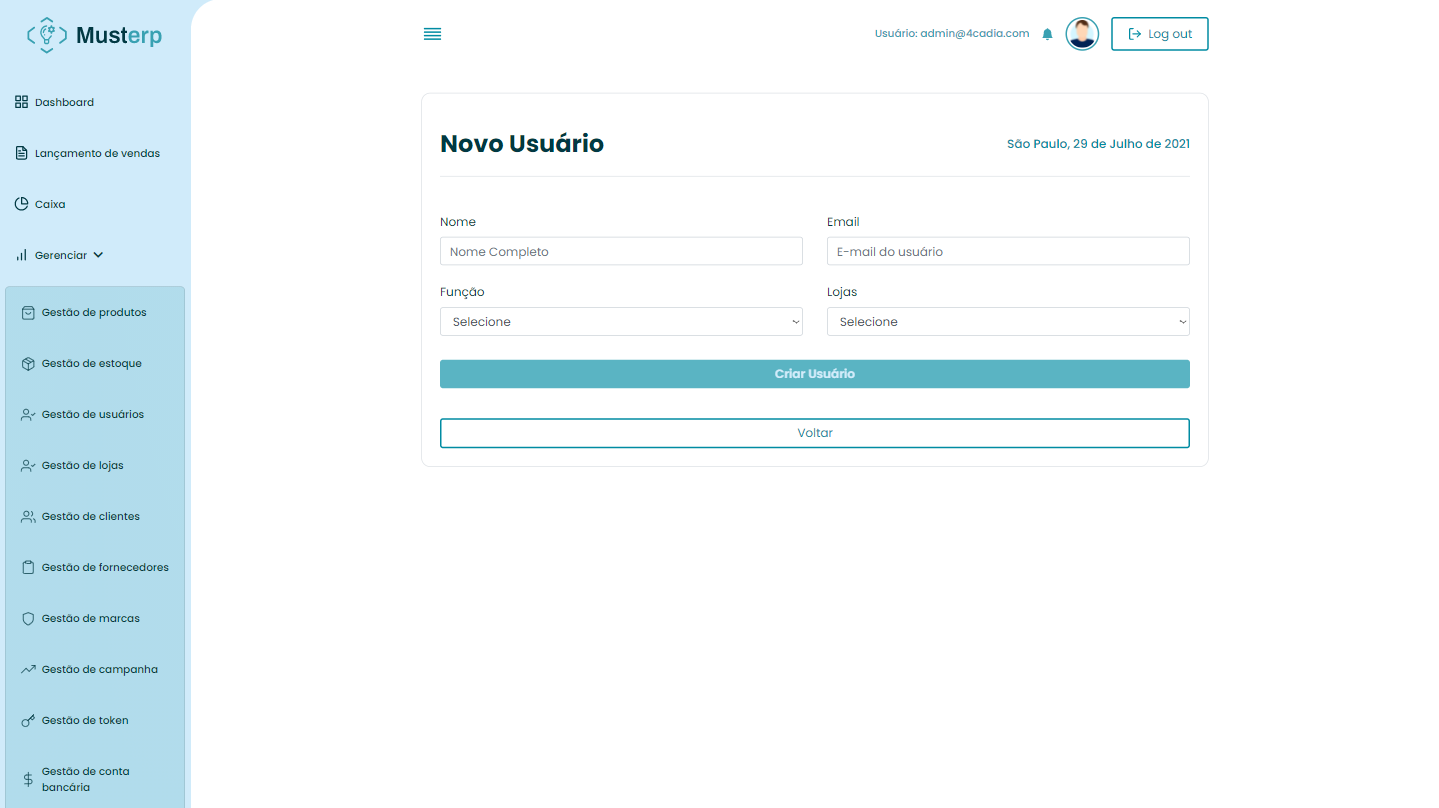 Musterp
Dashboard
Lançamento de vendas
Caixa
Gerenciar
Gestão de produtos
Gestão de estoque
Gestão de usuários
Gestão de lojas
Gestão de clientes
Gestão de fornecedores
Gestão de marcas
Gestão de campanha
Gestão de token
Gestão de conta
bancária
Usuário: admin@4cadia.com
Log out
Novo Usuário
São Paulo, 29 de Julho de 2021
Nome
Email
Nome Completo
E-mail do usuário
Função
Lojas
Selecione
Selecione
Criar Usuário
Voltar